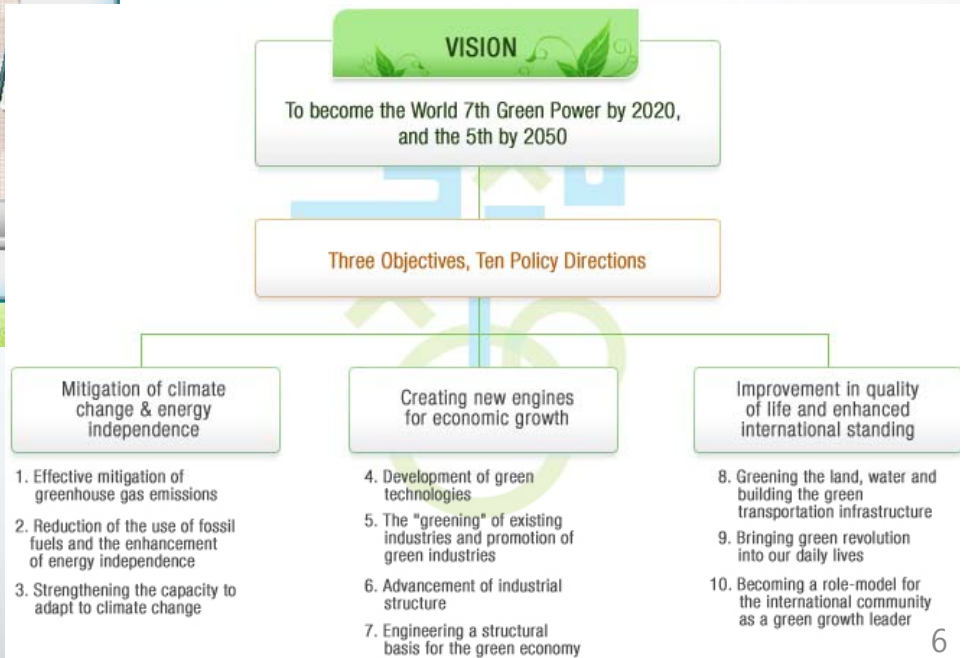 VISION
To become the World 7th Green Power by 2020,
and the 5th by 2050
Three Objectives, Ten Policy Directions
Mitigation of climate
change & energy
independence
1. Effective mitigation of
greenhouse gas emissions
2. Reduction of the use of fossil
fuels and the enhancement
of energy independence
3. Strengthening the capacity to
adapt to climate change
Creating new engines
for economic growth
4. Development of green
technologies
5. The "greening" of existing
industries and promotion of
green industries
6. Advancement of industrial
structure
7. Engineering a structural
basis for the green economy
Improvement in quality
of life and enhanced
international standing
8. Greening the land, water and
building the green
transportation infrastructure
9. Bringing green revolution
into our daily lives
10. Becoming a role-model for
the international community
as a green growth leader
6